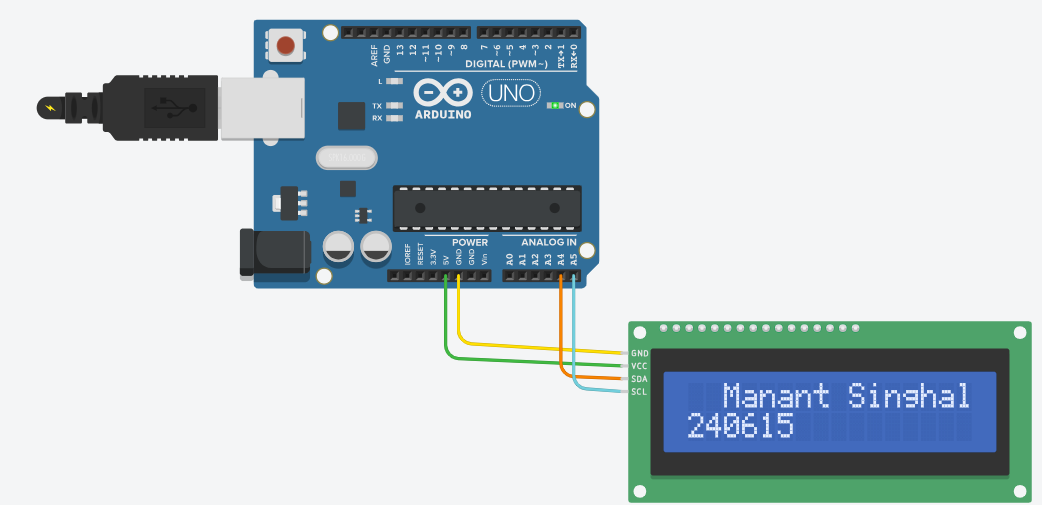 AREF
GND
13
12
~11
~10
~9
8
7
~6
~5
4
~3
2
TX→1
RX←0
DIGITAL (PWM~)
L
TX
RX
ARDUINO
UNO
ON
POWER
ANALOG IN
IOREF
RESET
3.3V
5V
GND
GND
Vin
A0
A1
A2
A3
A4
A5
GND
VCC
SDA
SCL
Manant Singhal
240615